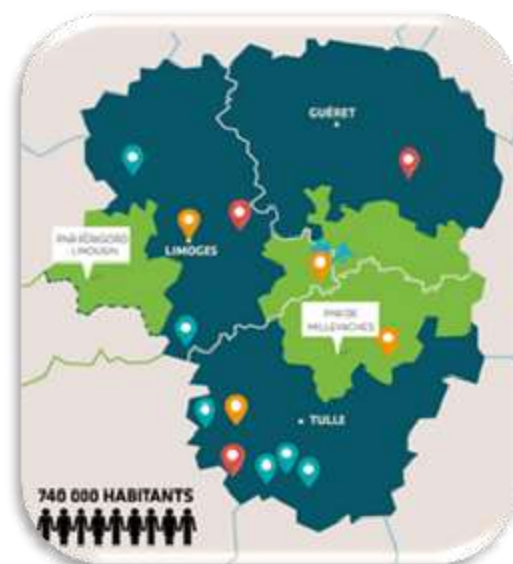 GUÉRET
PNR PÉRIGORD
LIMOUSIN
LIMOGES
PNR DE
MILLEVACHES
TULLE
740 000 HABITANTS